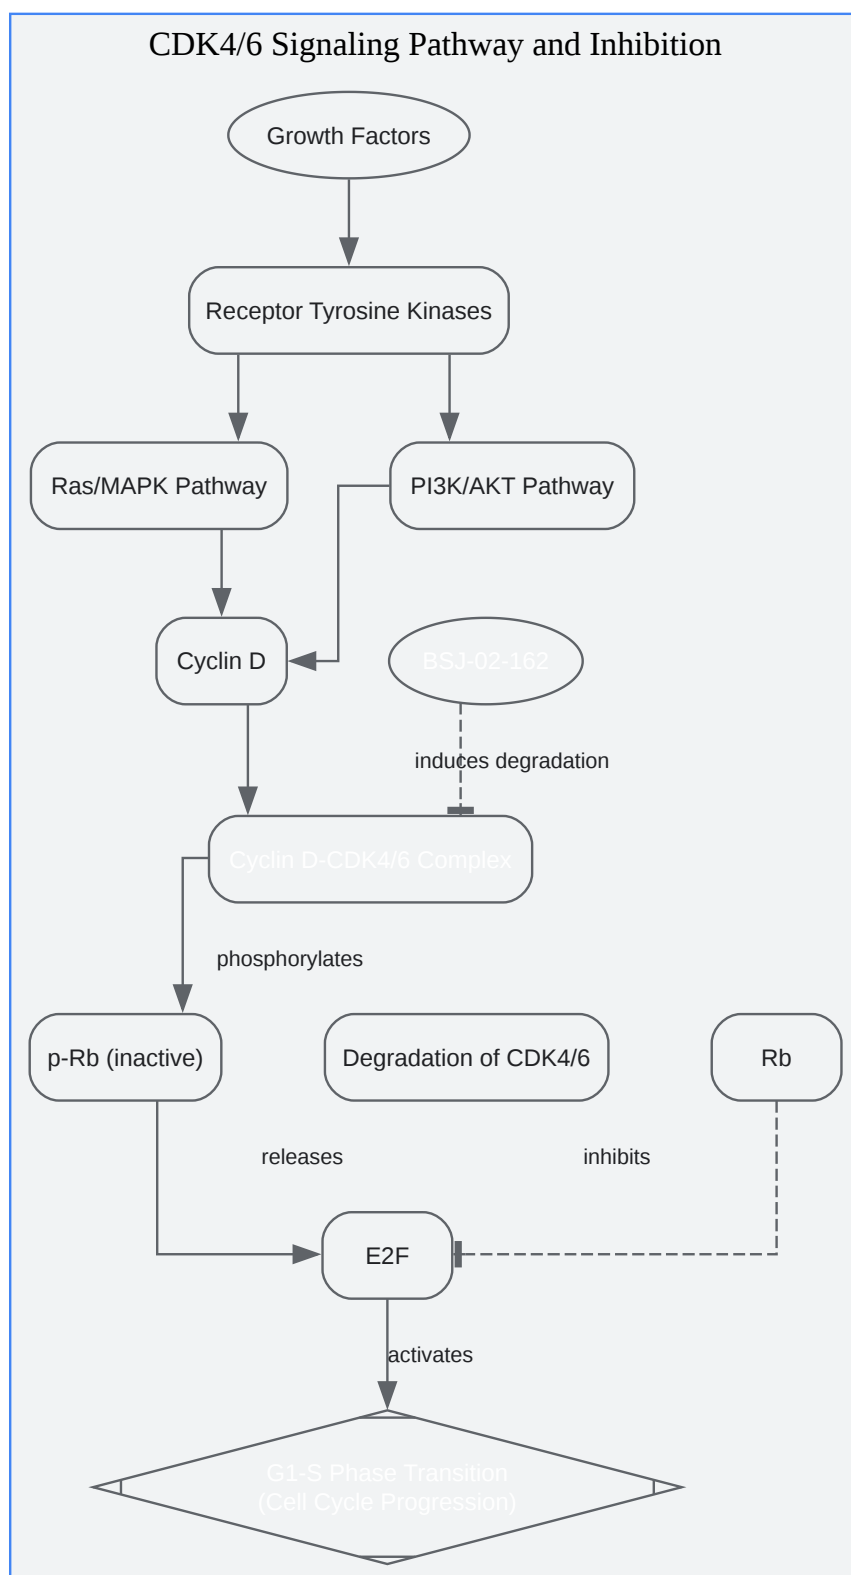 CDK4/6 Signaling Pathway and Inhibition
Growth Factors
Receptor Tyrosine Kinases
Ras/MAPK Pathway
PI3K/AKT Pathway
Cyclin D
BSJ-02-162
induces degradation
Cyclin D-CDK4/6 Complex
phosphorylates
p-Rb (inactive)
Degradation of CDK4/6
Rb
releases
inhibits
E2F
activates
G1-S Phase Transition
(Cell Cycle Progression)